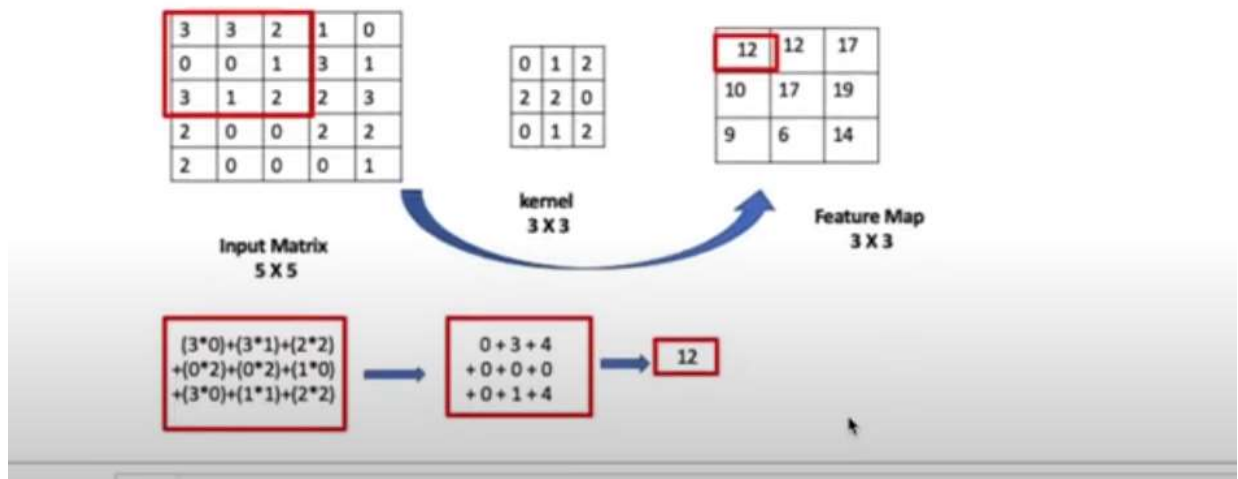 3 3 2 1 0
0 0 1 3 1
3 1 2 2 3
2 0 0 2 2
2 0 0 0 1
Input Matrix
5 X 5
0 1 2
2 2 0
0 1 2
kernel
3 X 3
12 12 17
10 17 19
9 6 14
Feature Map
3 X 3
(3*0)+(3*1)+(2*2)
+(0*2)+(0*2)+(1*0)
+(3*0)+(1*1)+(2*2)
0 + 3 + 4
+ 0 + 0 + 0
+ 0 + 1 + 4
12